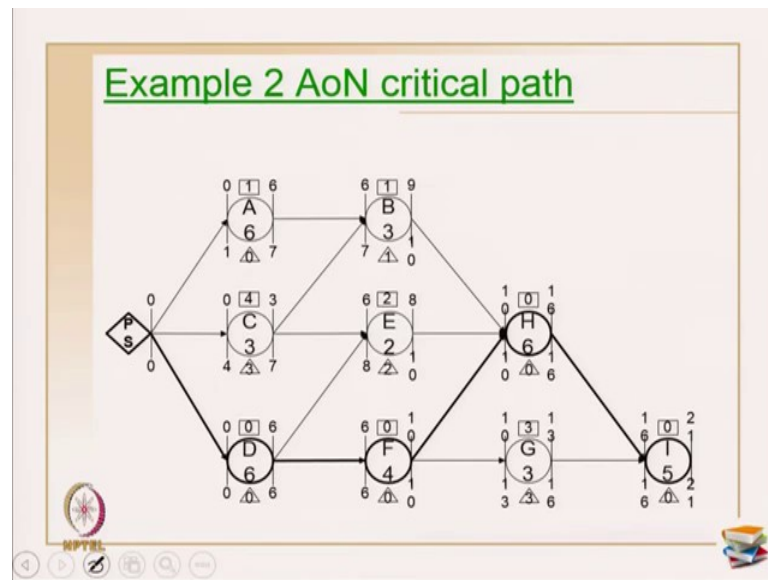 Example 2 AoN critical path
0 1 6 6 1 9
A B
6 3
1 0 7 7 1 10
0 0 4 3 6 2 8 10 0 16
PS C E H
3 2 6
0 4 3 7 8 2 10 10 0 16
0 0 6 6 0 10 10 3 13 16 0 21
D F G I
6 4 3 5
0 0 6 6 0 10 13 3 16 16 0 21
NPTEL